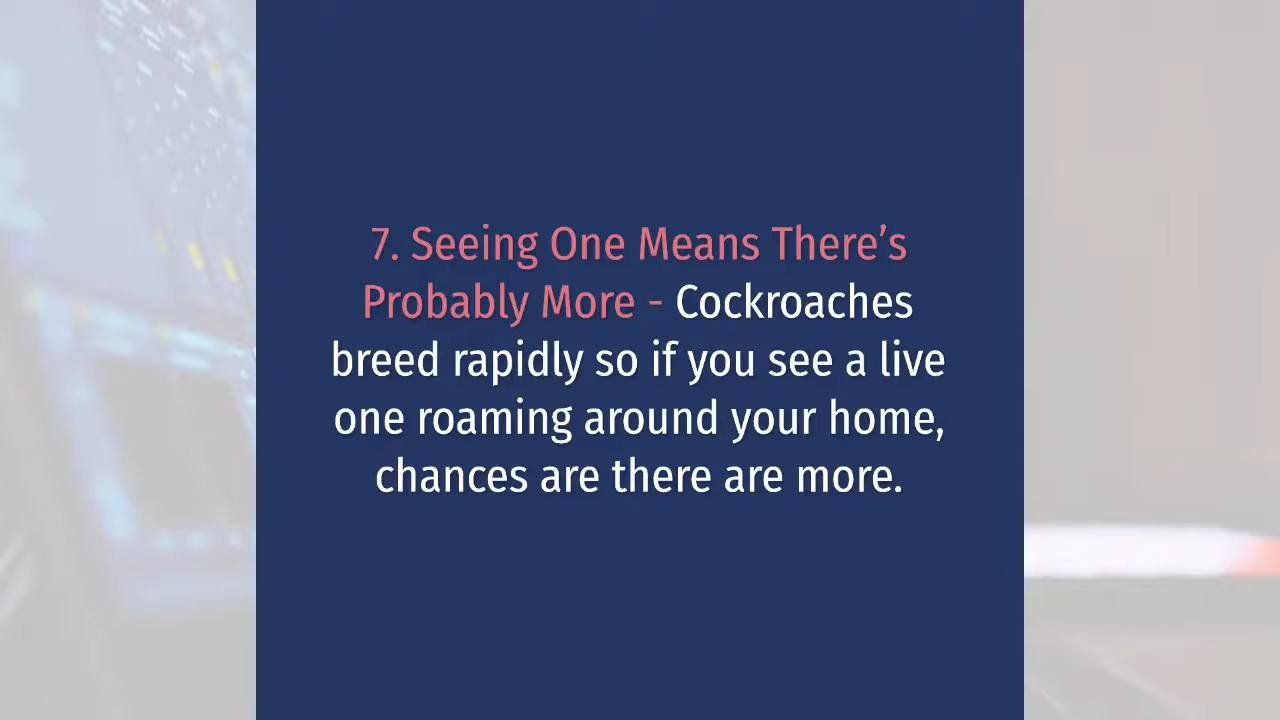 7. Seeing One Means There’s
Probably More - Cockroaches
breed rapidly so if you see a live
one roaming around your home,
chances are there are more.